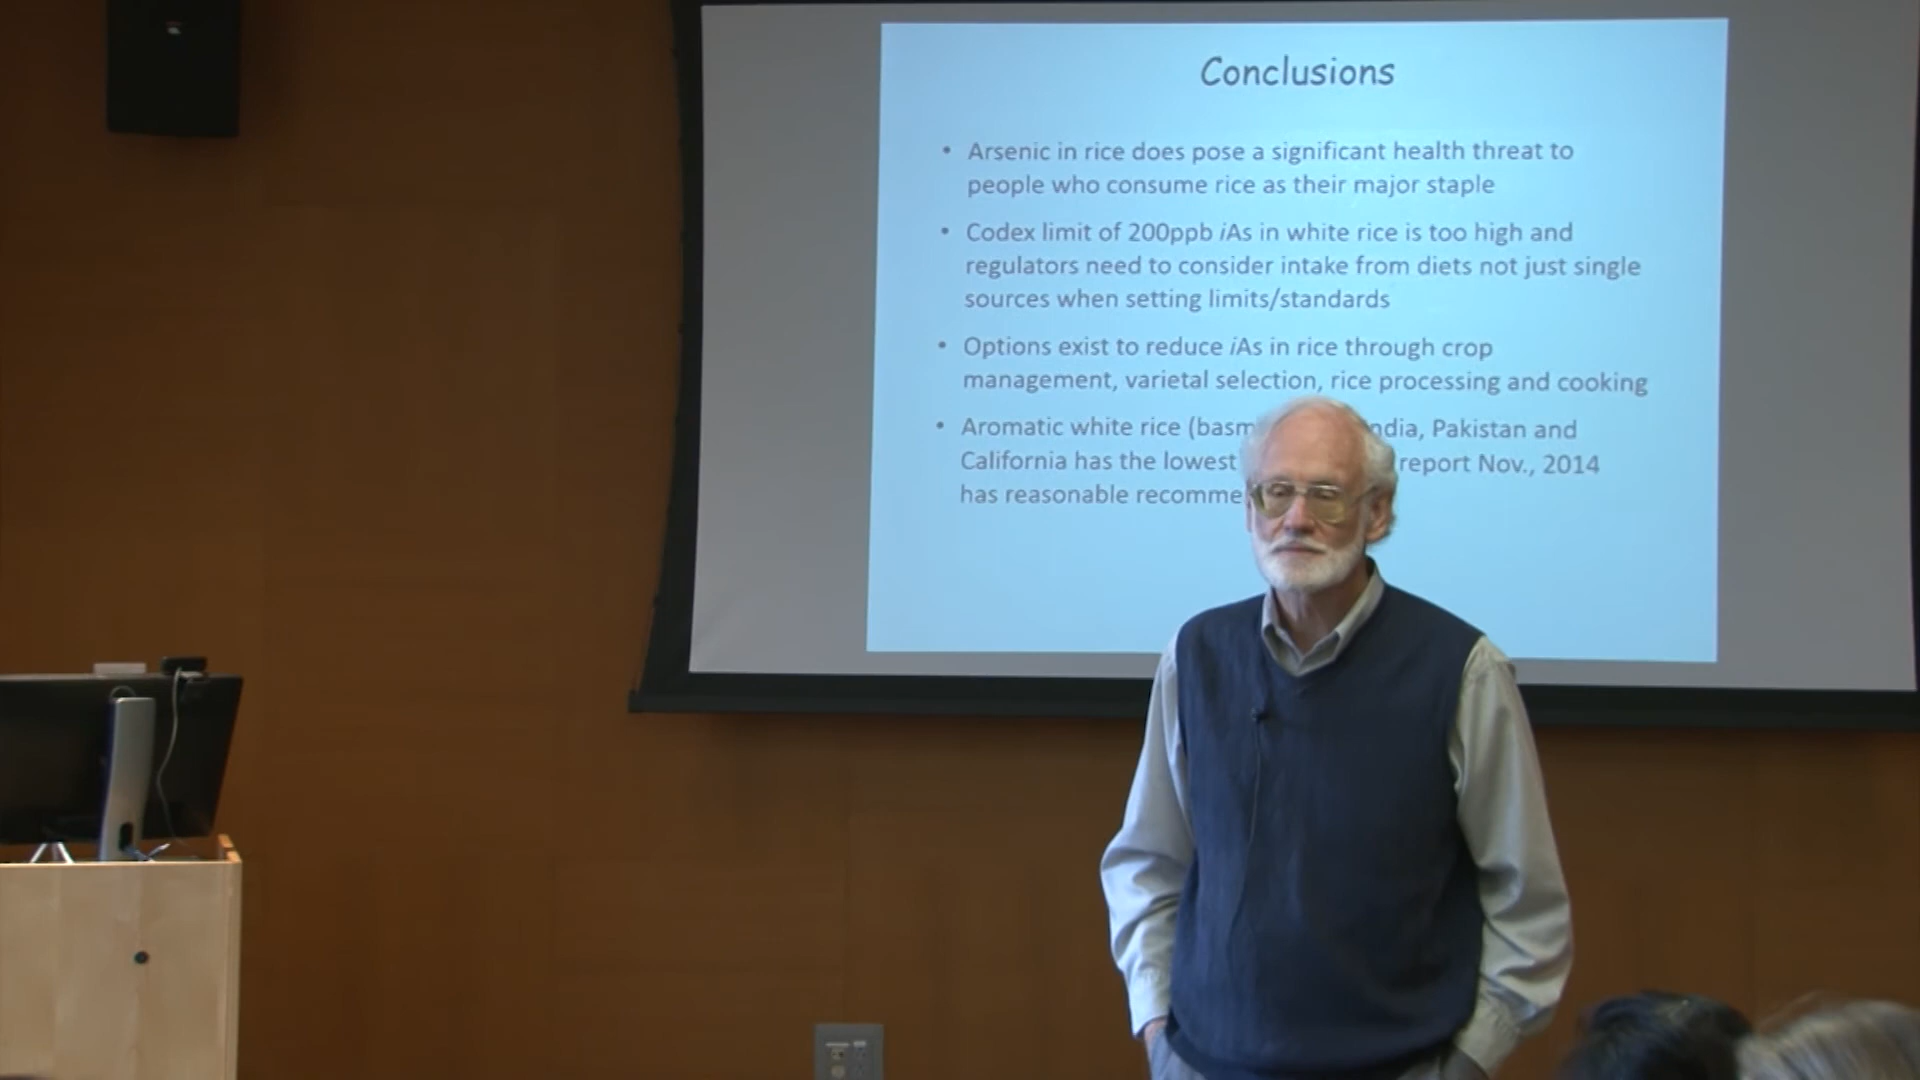 Conclusions
• Arsenic in rice does pose a significant health threat to
people who consume rice as their major staple
• Codex limit of 200ppb iAs in white rice is too high and
regulators need to consider intake from diets not just single
sources when setting limits/standards
• Options exist to reduce iAs in rice through crop
management, varietal selection, rice processing and cooking
• Aromatic white rice (basm ndia, Pakistan and
California has the lowest report Nov., 2014
has reasonable recomme